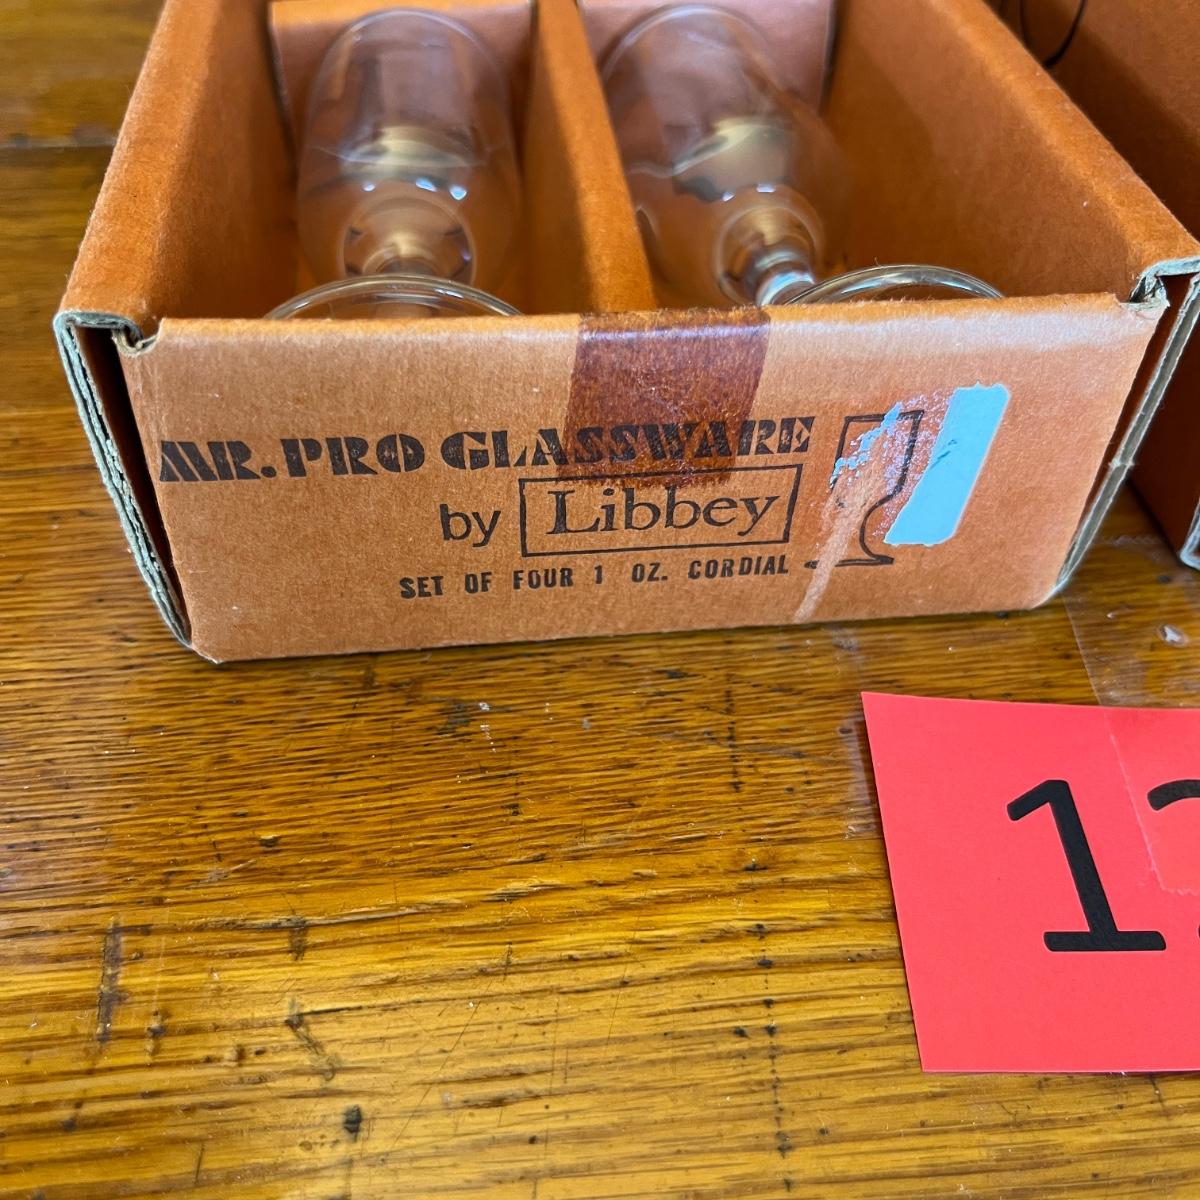 MR. PRO GLASSWARE
by Libbey
SET OF FOUR 1 OZ. CORDIAL